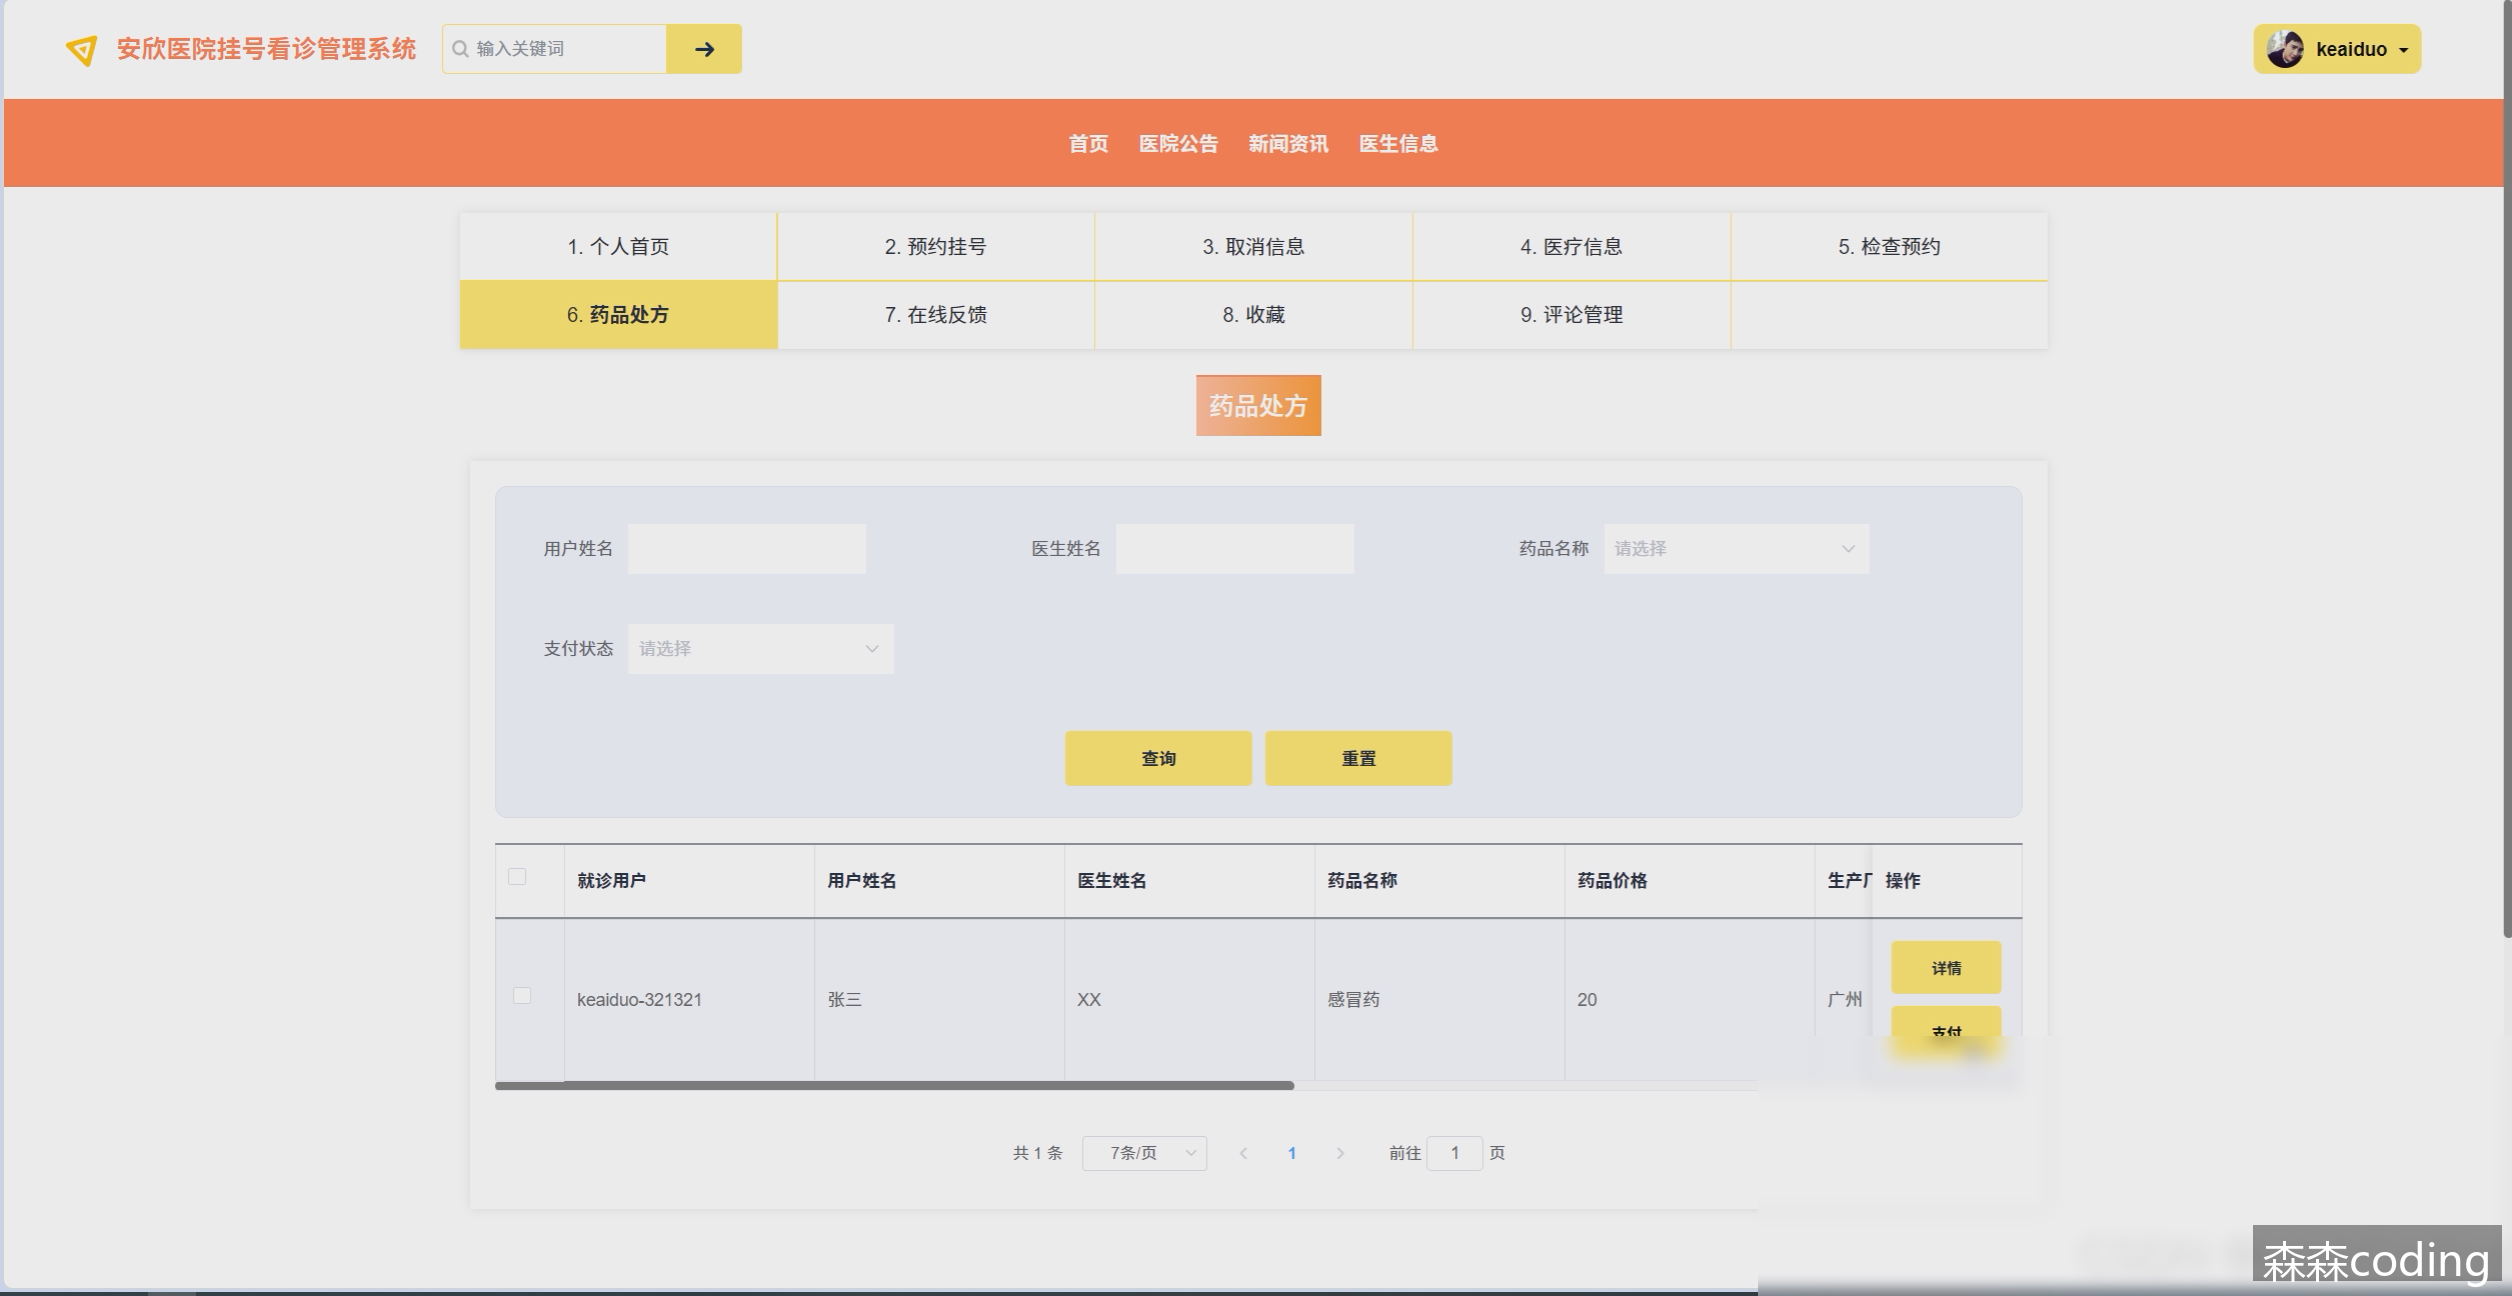 安欣医院挂号看诊管理系统
输入关键词
keaiduo
首页 医院公告 新闻资讯 医生信息
1. 个人首页 2. 预约挂号 3. 取消信息 4. 医疗信息 5. 检查预约
6. 药品处方 7. 在线反馈 8. 收藏 9. 评论管理
药品处方
用户姓名 医生姓名 药品名称 请选择
支付状态 请选择
查询 重置
就诊用户 用户姓名 医生姓名 药品名称 药品价格 生产厂 操作
详情
keaiduo-321321 张三 XX 感冒药 20 广州
支付
共 1 条 7条/页 1 前往 1 页
森森coding